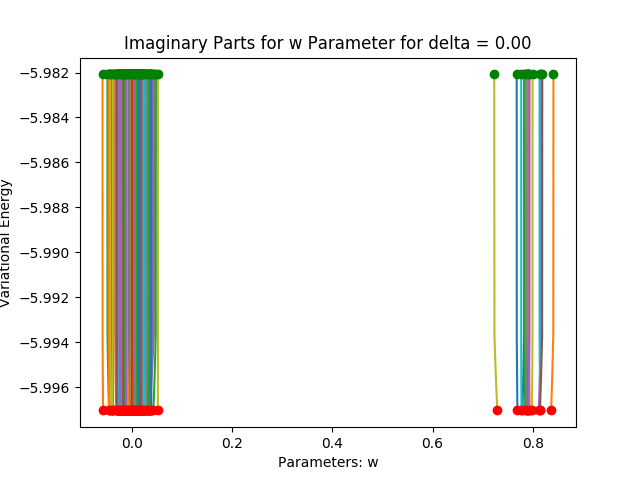 Imaginary Parts for w Parameter for delta = 0.00
−5.982
−5.984
−5.986
−5.988
−5.990
−5.992
−5.994
−5.996
Variational Energy
0.0 0.2 0.4 0.6 0.8
Parameters: w